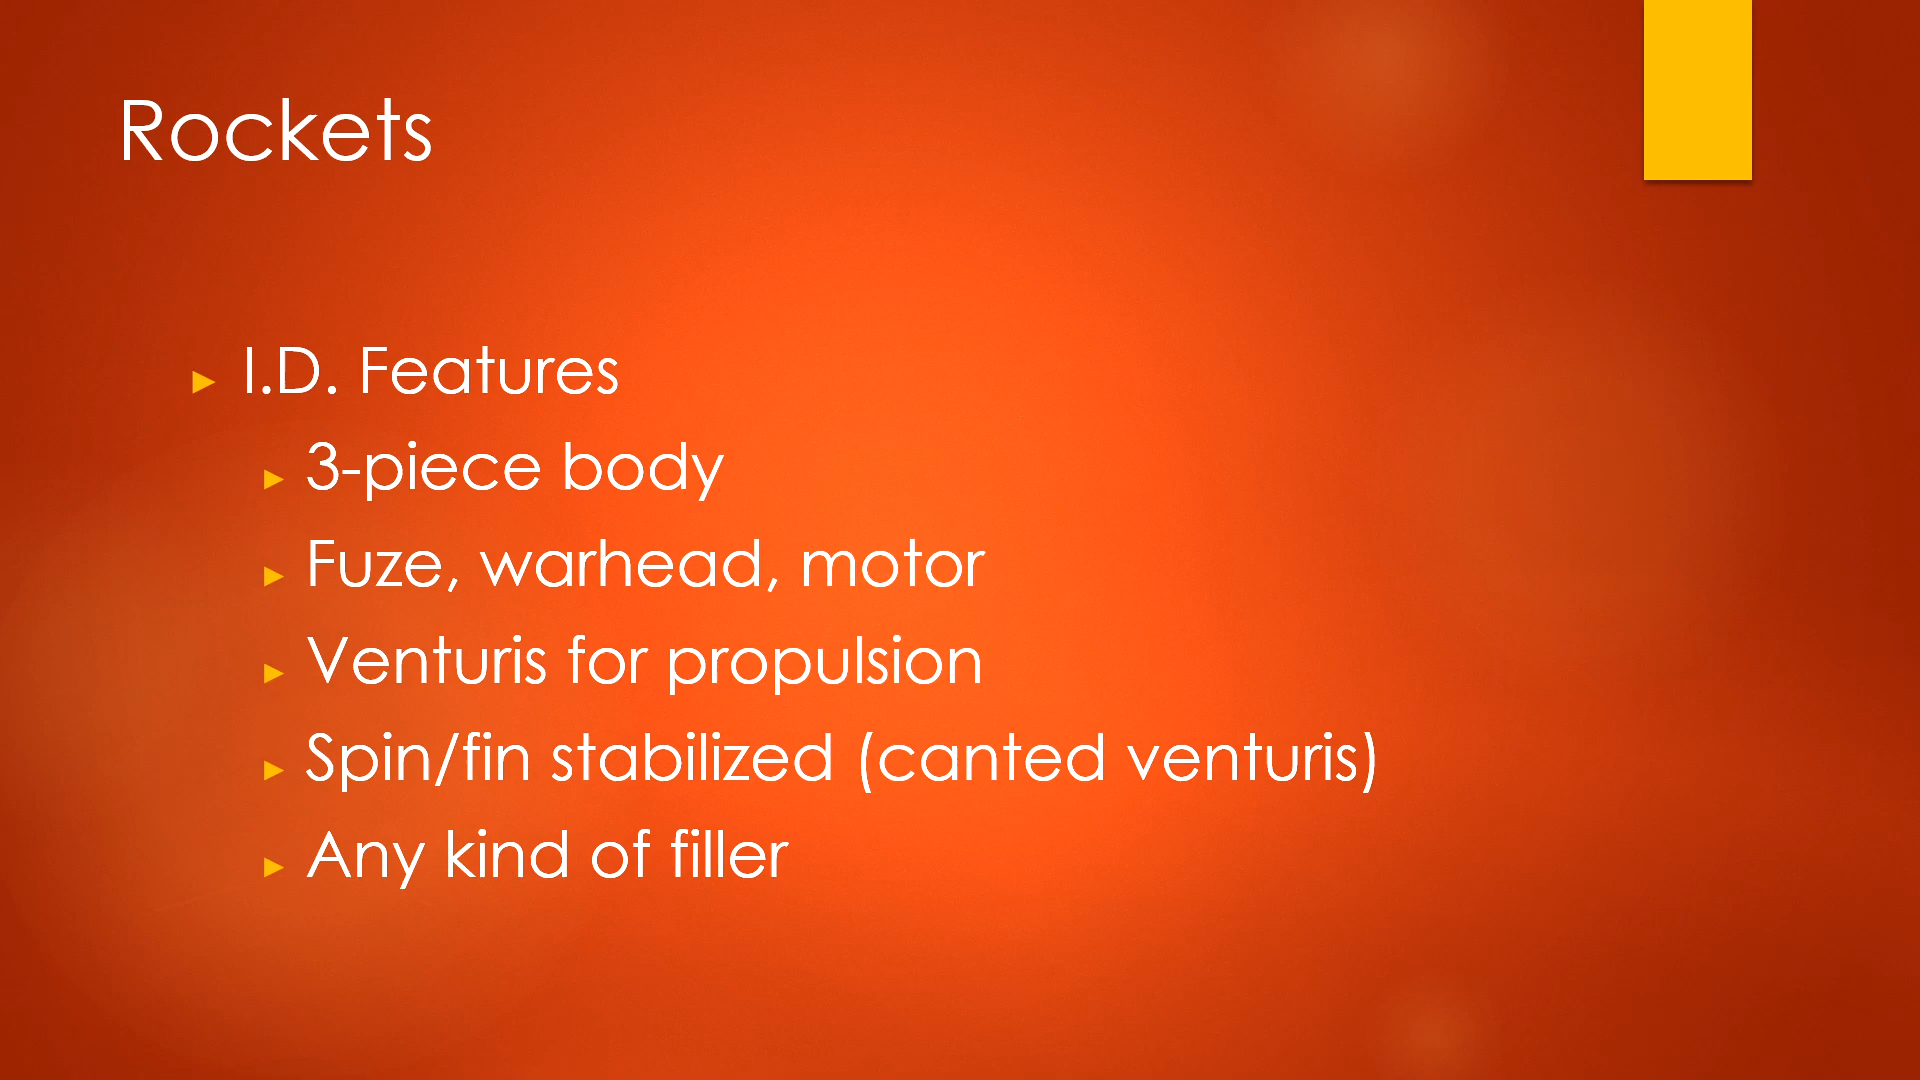 Rockets
I.D. Features
3-piece body
Fuze, warhead, motor
Venturis for propulsion
Spin/fin stabilized (canted venturis)
Any kind of filler